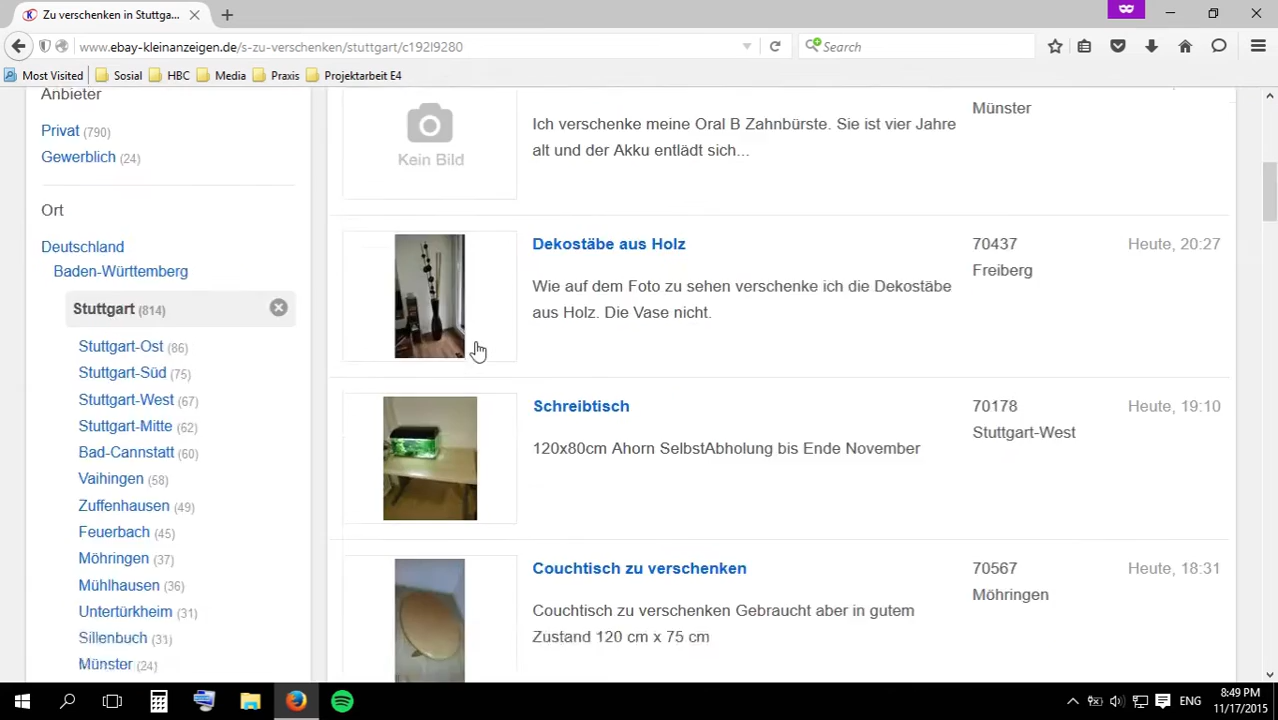 Zu verschenken in Stuttga...
www.ebay-kleinanzeigen.de/s-zu-verschenken/stuttgart/c192l9280
Search
Most Visited
Sosial
HBC
Media
Praxis
Projektarbeit E4
Anbieter
Privat (790)
Gewerblich (24)
Ort
Deutschland
Baden-Württemberg
Stuttgart (814)
Stuttgart-Ost (86)
Stuttgart-Süd (75)
Stuttgart-West (67)
Stuttgart-Mitte (62)
Bad-Cannstatt (60)
Vaihingen (58)
Zuffenhausen (49)
Feuerbach (45)
Möhringen (37)
Mühlhausen (36)
Untertürkheim (31)
Sillenbuch (31)
Münster (24)
Kein Bild
Ich verschenke meine Oral B Zahnbürste. Sie ist vier Jahre
alt und der Akku entlädt sich...
Münster
Dekostäbe aus Holz
Wie auf dem Foto zu sehen verschenke ich die Dekostäbe
aus Holz. Die Vase nicht.
70437
Freiberg
Heute, 20:27
Schreibtisch
120x80cm Ahorn SelbstAbholung bis Ende November
70178
Stuttgart-West
Heute, 19:10
Couchtisch zu verschenken
Couchtisch zu verschenken Gebraucht aber in gutem
Zustand 120 cm x 75 cm
70567
Möhringen
Heute, 18:31
ENG
8:49 PM
11/17/2015